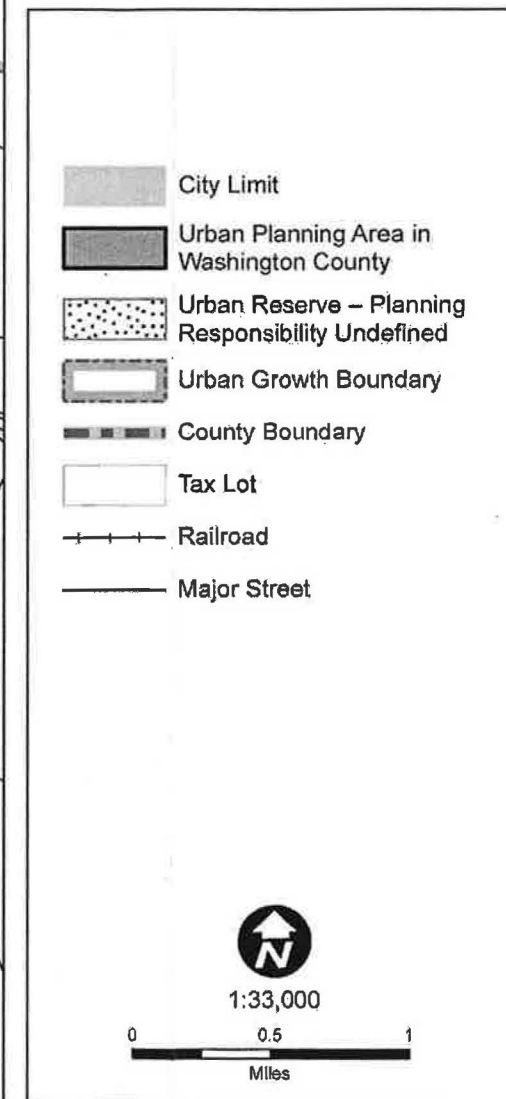 City Limit
Urban Planning Area in
Washington County
Urban Reserve – Planning
Responsibility Undefined
Urban Growth Boundary
County Boundary
Tax Lot
Railroad
Major Street
N
1:33,000
0 0.5 1
Miles